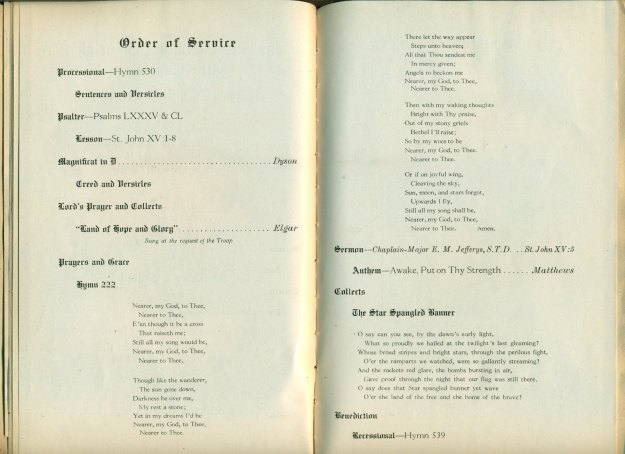 Order of Service
Processional—Hymn 530
Sentences and Versicles
Psalter—Psalms LXXXV & CL
Lesson—St. John XV:1-8
Magnificat in D . . . . . . . . . . . . . . . . . . . . . . . . . . . . . . Dyson
Creed and Versicles
Lord's Prayer and Collects
"Land of Hope and Glory" . . . . . . . . . . . . . . . . . . Elgar
Sung at the request of the Troop
Prayers and Grace
Hymn 222
Nearer, my God, to Thee,
Nearer to Thee,
E'en though it be a cross
That raiseth me;
Still all my song would be,
Nearer, my God, to Thee,
Nearer to Thee.
Though like the wanderer,
The sun gone down,
Darkness be over me,
My rest a stone;
Yet in my dreams I'd be
Nearer, my God, to Thee,
Nearer to Thee.
There let the way appear
Steps unto heaven;
All that Thou sendest me
In mercy given;
Angels to beckon me
Nearer, my God, to Thee,
Nearer to Thee.
Then with my waking thoughts
Bright with Thy praise,
Out of my stony griefs
Bethel I'll raise;
So by my woes to be
Nearer, my God, to Thee.
Nearer to Thee.
Or if on joyful wing,
Cleaving the sky,
Sun, moon, and stars forgot,
Upwards I fly,
Still all my song shall be,
Nearer, my God, to Thee,
Nearer to Thee. Amen.
Sermon—Chaplain-Major E. M. Jefferys, S.T.D. . . St. John XV:5
Anthem—Awake, Put on Thy Strength . . . . . . Matthews
Collects
The Star Spangled Banner
O say can you see, by the dawn's early light,
What so proudly we hailed at the twilight's last gleaming?
Whose broad stripes and bright stars, through the perilous fight,
O'er the ramparts we watched, were so gallantly streaming?
And the rockets red glare, the bombs bursting in air,
Gave proof through the night that our flag was still there.
O say does that Star spangled banner yet wave
O'er the land of the free and the home of the brave?
Benediction
Recessional—Hymn 539